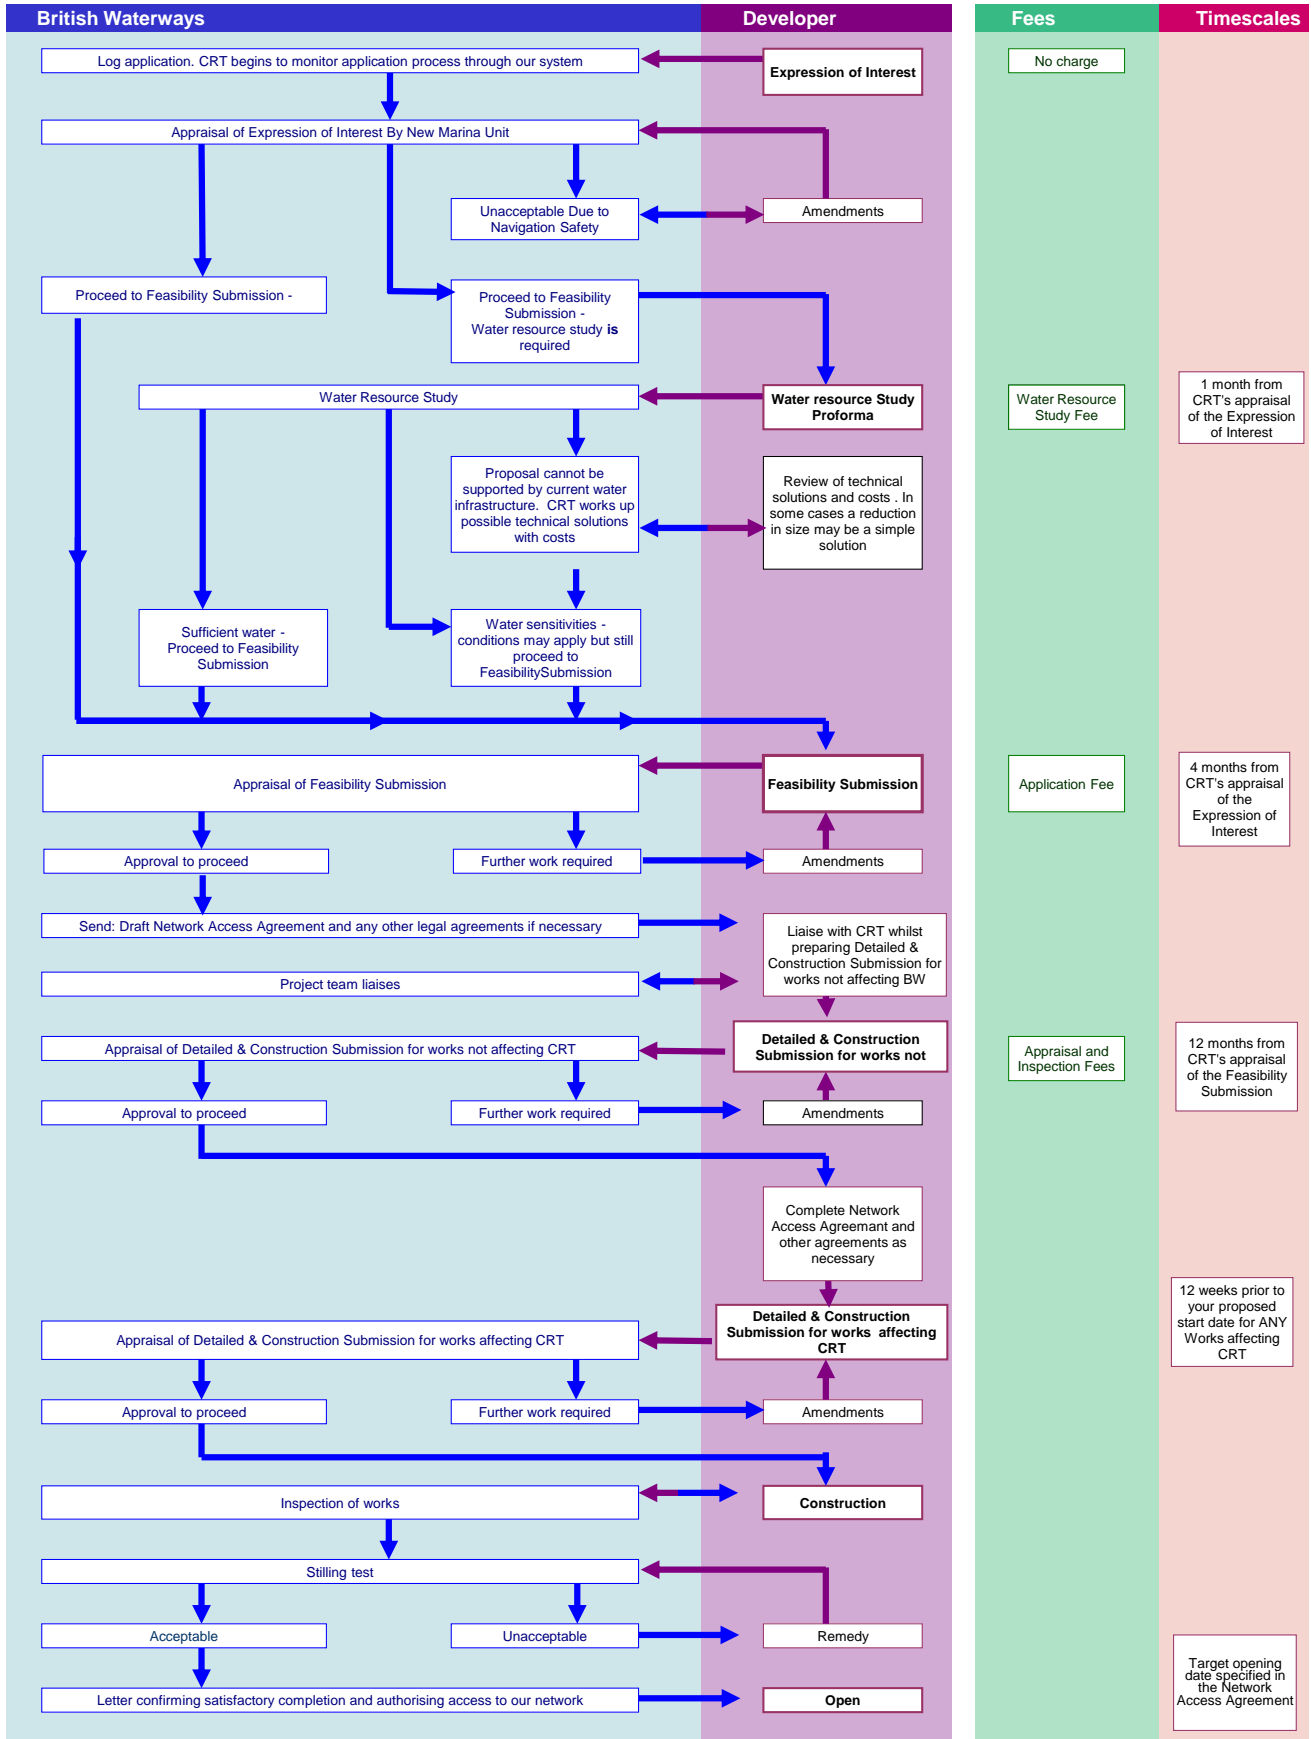 British Waterways
Developer
Fees
Timescales
Log application. CRT begins to monitor application process through our system
Expression of Interest
No charge
Appraisal of Expression of Interest By New Marina Unit
Unacceptable Due to
Navigation Safety
Amendments
Proceed to Feasibility Submission -
Proceed to Feasibility
Submission -
Water resource study is
required
Water Resource Study
Water resource Study
Proforma
Water Resource
Study Fee
1 month from
CRT's appraisal
of the Expression
of Interest
Proposal cannot be
supported by current water
infrastructure. CRT works up
possible technical solutions
with costs
Review of technical
solutions and costs . In
some cases a reduction
in size may be a simple
solution
Sufficient water -
Proceed to Feasibility
Submission
Water sensitivities -
conditions may apply but still
proceed to
FeasibilitySubmission
Appraisal of Feasibility Submission
Feasibility Submission
Application Fee
4 months from
CRT's appraisal
of the
Expression of
Interest
Approval to proceed
Further work required
Amendments
Send: Draft Network Access Agreement and any other legal agreements if necessary
Liaise with CRT whilst
preparing Detailed &
Construction Submission for
works not affecting BW
Project team liaises
Appraisal of Detailed & Construction Submission for works not affecting CRT
Detailed & Construction
Submission for works not
Appraisal and
Inspection Fees
12 months from
CRT's appraisal
of the Feasibility
Submission
Approval to proceed
Further work required
Amendments
Complete Network
Access Agreemant and
other agreements as
necessary
Appraisal of Detailed & Construction Submission for works affecting CRT
Detailed & Construction
Submission for works affecting
CRT
12 weeks prior to
your proposed
start date for ANY
Works affecting
CRT
Approval to proceed
Further work required
Amendments
Inspection of works
Construction
Stilling test
Acceptable
Unacceptable
Remedy
Letter confirming satisfactory completion and authorising access to our network
Open
Target opening
date specified in
the Network
Access Agreement